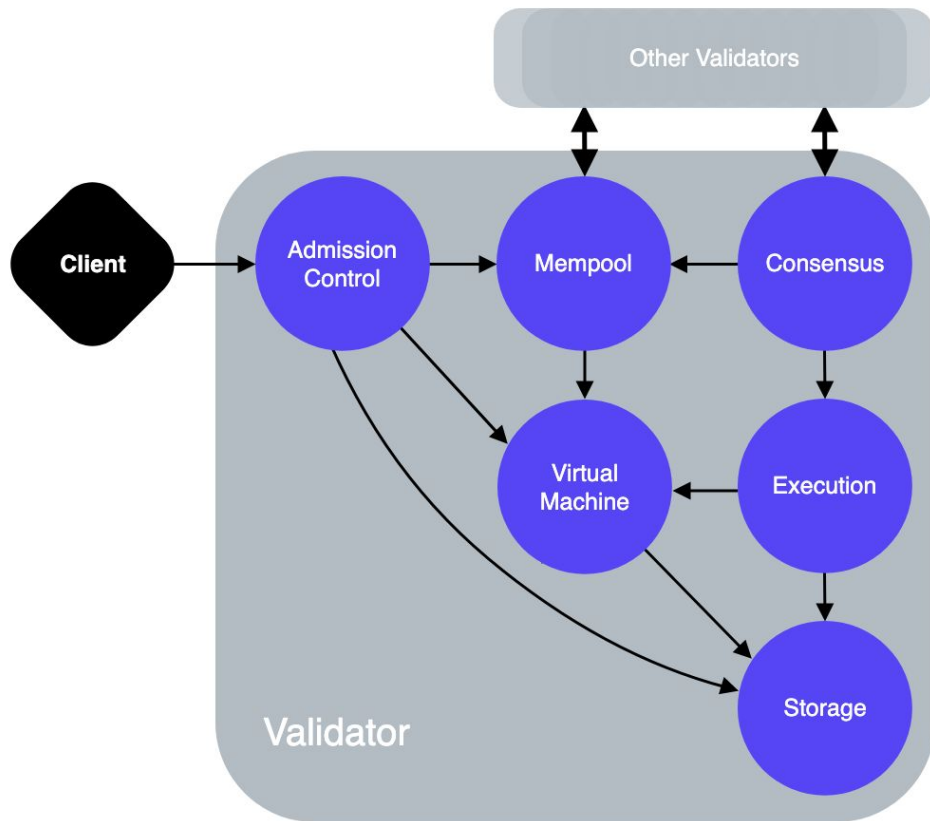 Other Validators
Client
Admission
Control
Mempool
Consensus
Virtual
Machine
Execution
Storage
Validator